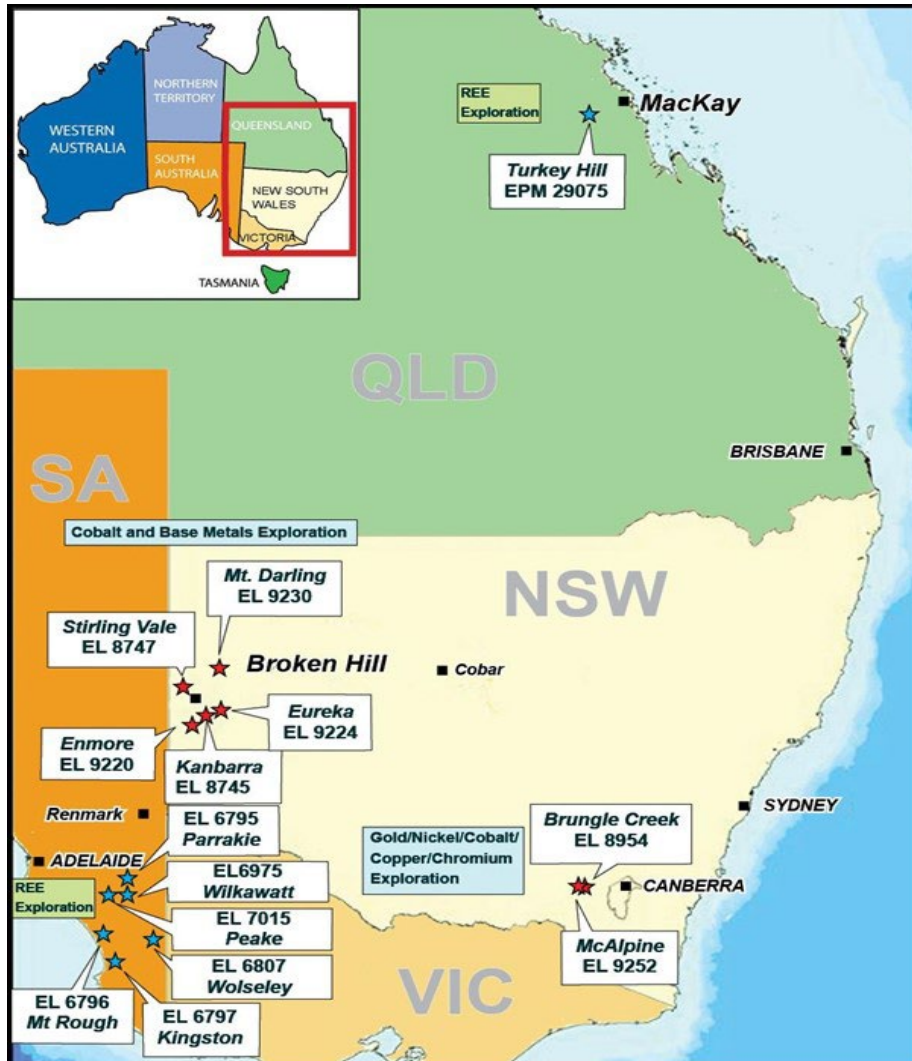 NORTHERN
TERRITORY
QUEENSLAND
WESTERN
AUSTRALIA
SOUTH
AUSTRALIA
NEW SOUTH
WALES
VICTORIA
TASMANIA
REE
Exploration
MacKay
Turkey Hill
EPM 29075
QLD
BRISBANE
SA
Cobalt and Base Metals Exploration
NSW
Mt. Darling
EL 9230
Stirling Vale
EL 8747
Broken Hill
Cobar
Eureka
EL 9224
Enmore
EL 9220
Kanbarra
EL 8745
Renmark
EL 6795
Parrakie
SYDNEY
Gold/Nickel/Cobalt/
Copper/Chromium
Exploration
Brungle Creek
EL 8954
ADELAIDE
EL6975
Wilkawatt
CANBERRA
REE
Exploration
EL 7015
Peake
McAlpine
EL 9252
EL 6807
Wolseley
VIC
EL 6796
Mt Rough
EL 6797
Kingston